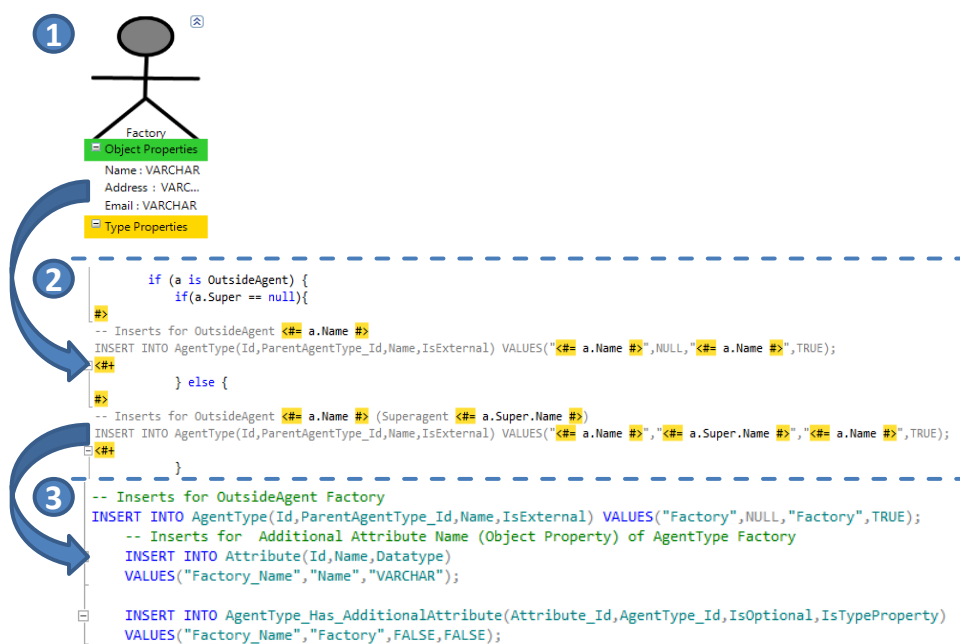 1
Factory
Object Properties
Name : VARCHAR
Address : VARC...
Email : VARCHAR
Type Properties
2
if (a is OutsideAgent) {
if(a.Super == null){
#>
-- Inserts for OutsideAgent <#= a.Name #>
INSERT INTO AgentType(Id,ParentAgentType_Id,Name,IsExternal) VALUES("<#= a.Name #>",NULL,"<#= a.Name #>",TRUE);
<#+
} else {
#>
-- Inserts for OutsideAgent <#= a.Name #> (Superagent <#= a.Super.Name #>)
INSERT INTO AgentType(Id,ParentAgentType_Id,Name,IsExternal) VALUES("<#= a.Name #>","<#= a.Super.Name #>","<#= a.Name #>",TRUE);
<#+
}
3
-- Inserts for OutsideAgent Factory
INSERT INTO AgentType(Id,ParentAgentType_Id,Name,IsExternal) VALUES("Factory",NULL,"Factory",TRUE);
-- Inserts for  Additional Attribute Name (Object Property) of AgentType Factory
INSERT INTO Attribute(Id,Name,Datatype)
VALUES("Factory_Name","Name","VARCHAR");
INSERT INTO AgentType_Has_AdditionalAttribute(Attribute_Id,AgentType_Id,IsOptional,IsTypeProperty)
VALUES("Factory_Name","Factory",FALSE,FALSE);